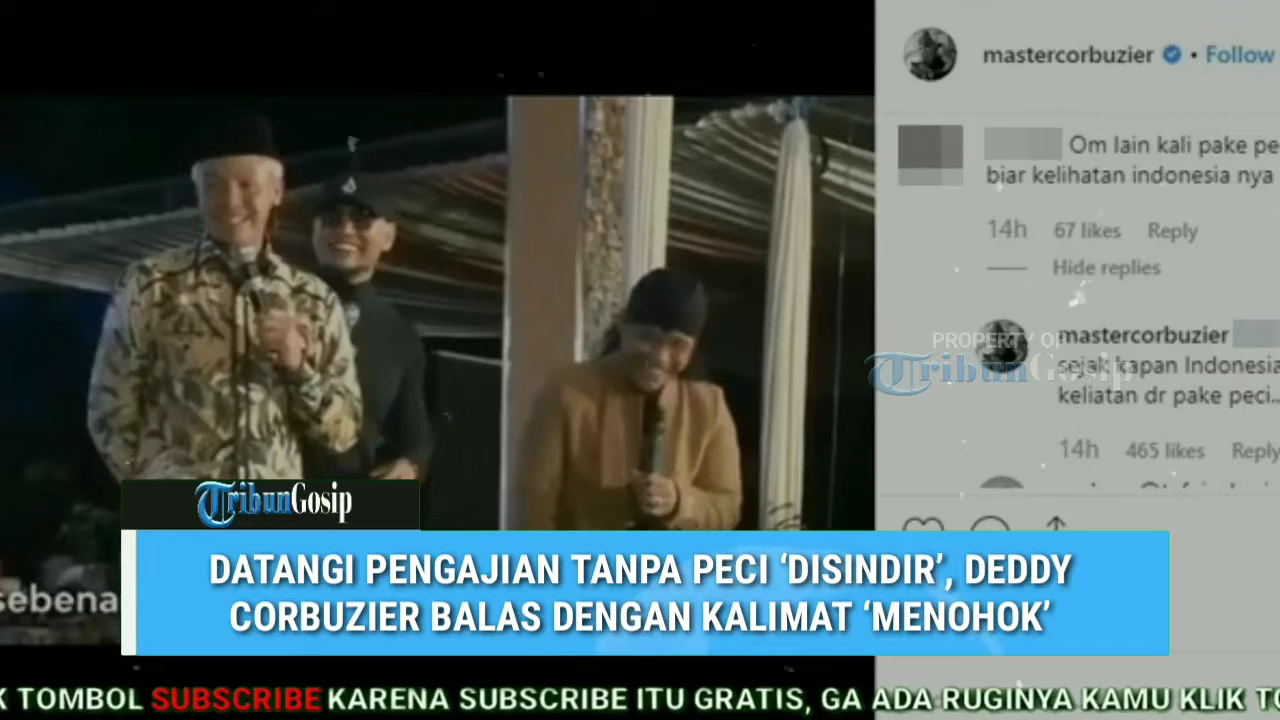 mastercorbuzier • Follow
Om lain kali pake pe
biar kelihatan indonesia nya
14h 67 likes Reply
Hide replies
mastercorbuzier
sejak kapan Indonesia
keliatan dr pake peci..
14h 465 likes Reply
PROPERTY OF
TribunGosip
TribunGosip
DATANGI PENGAJIAN TANPA PECI ‘DISINDIR’, DEDDY
CORBUZIER BALAS DENGAN KALIMAT ‘MENOHOK’
sebena
K TOMBOL SUBSCRIBE KARENA SUBSCRIBE ITU GRATIS, GA ADA RUGINYA KAMU KLIK TO